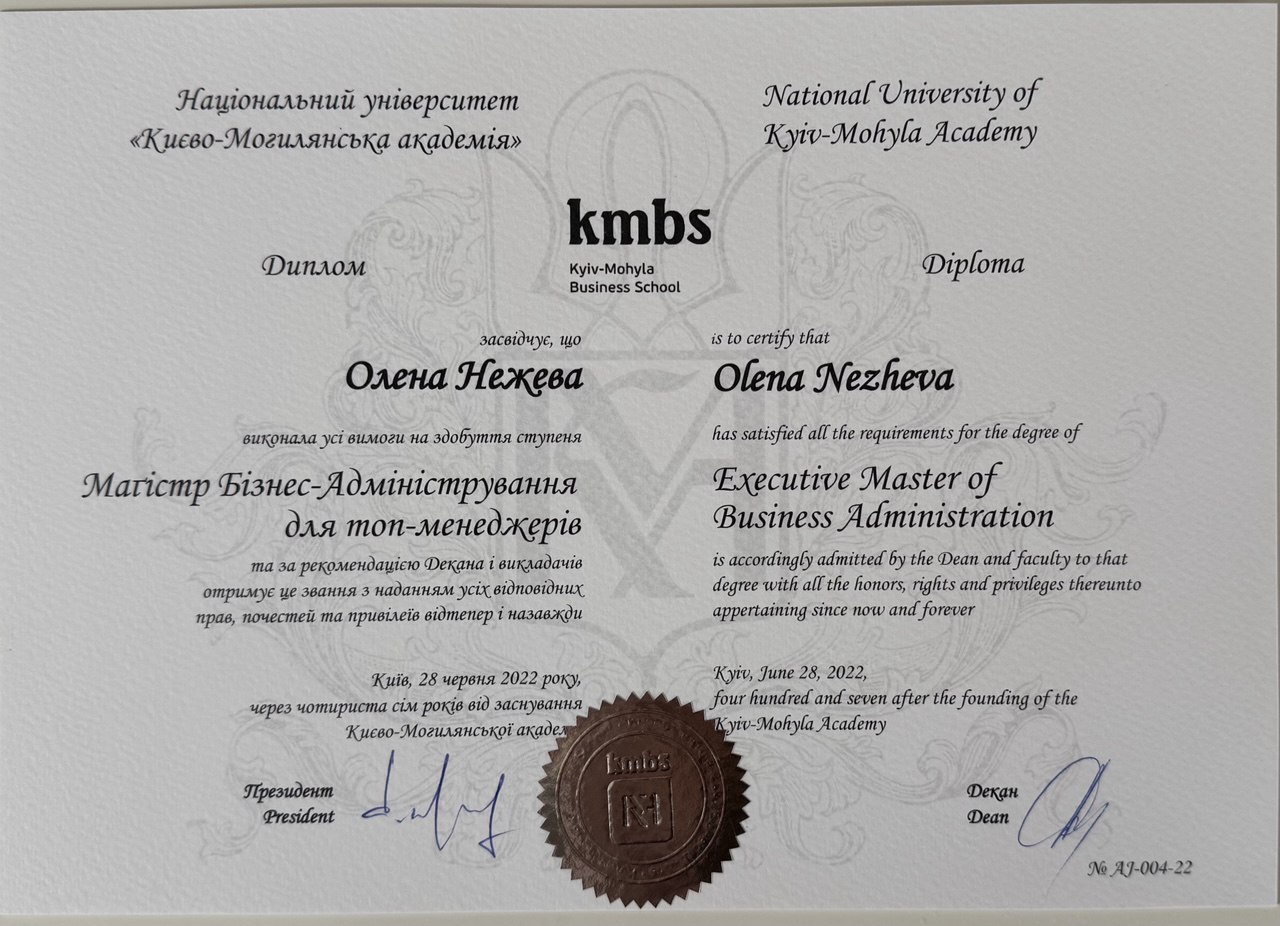 Національний університет
«Києво-Могилянська академія»
National University of
Kyiv-Mohyla Academy
kmbs
Kyiv-Mohyla
Business School
Диплом
Diploma
засвідчує, що
Олена Нежева
виконала усі вимоги на здобуття ступеня
Магістр Бізнес-Адміністрування
для топ-менеджерів
та за рекомендацією Декана і викладачів
отримує це звання з наданням усіх відповідних
прав, почестей та привілеїв відтепер і назавжди
Київ, 28 червня 2022 року,
через чотириста сім років від заснування
Києво-Могилянської
is to certify that
Olena Nezheva
has satisfied all the requirements for the degree of
Executive Master of
Business Administration
is accordingly admitted by the Dean and faculty to that
degree with all the honors, rights and privileges thereunto
appertaining since now and forever
Kyiv, June 28, 2022,
four hundred and seven after the founding of the
Kyiv-Mohyla Academy
Президент
President
kmbs
Декан
Dean
№ AJ-004-22